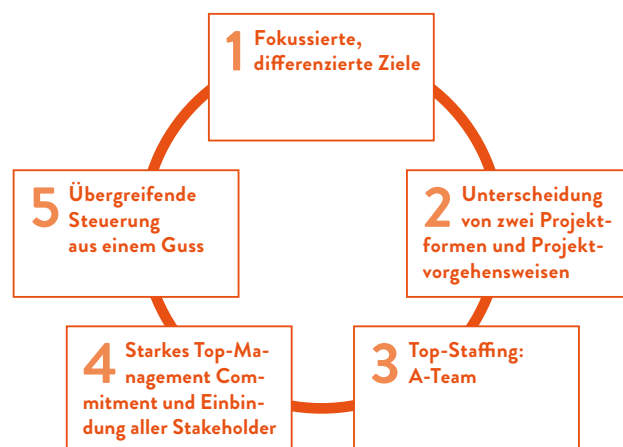 1 Fokussierte,
differenzierte Ziele
2 Unterscheidung
von zwei Projekt-
formen und Projekt-
vorgehensweisen
3 Top-Staffing:
A-Team
4 Starkes Top-Ma-
nagement Com-
mitment und Einbin-
dung aller Stakeholder
5 Übergreifende
Steuerung
aus einem Guss